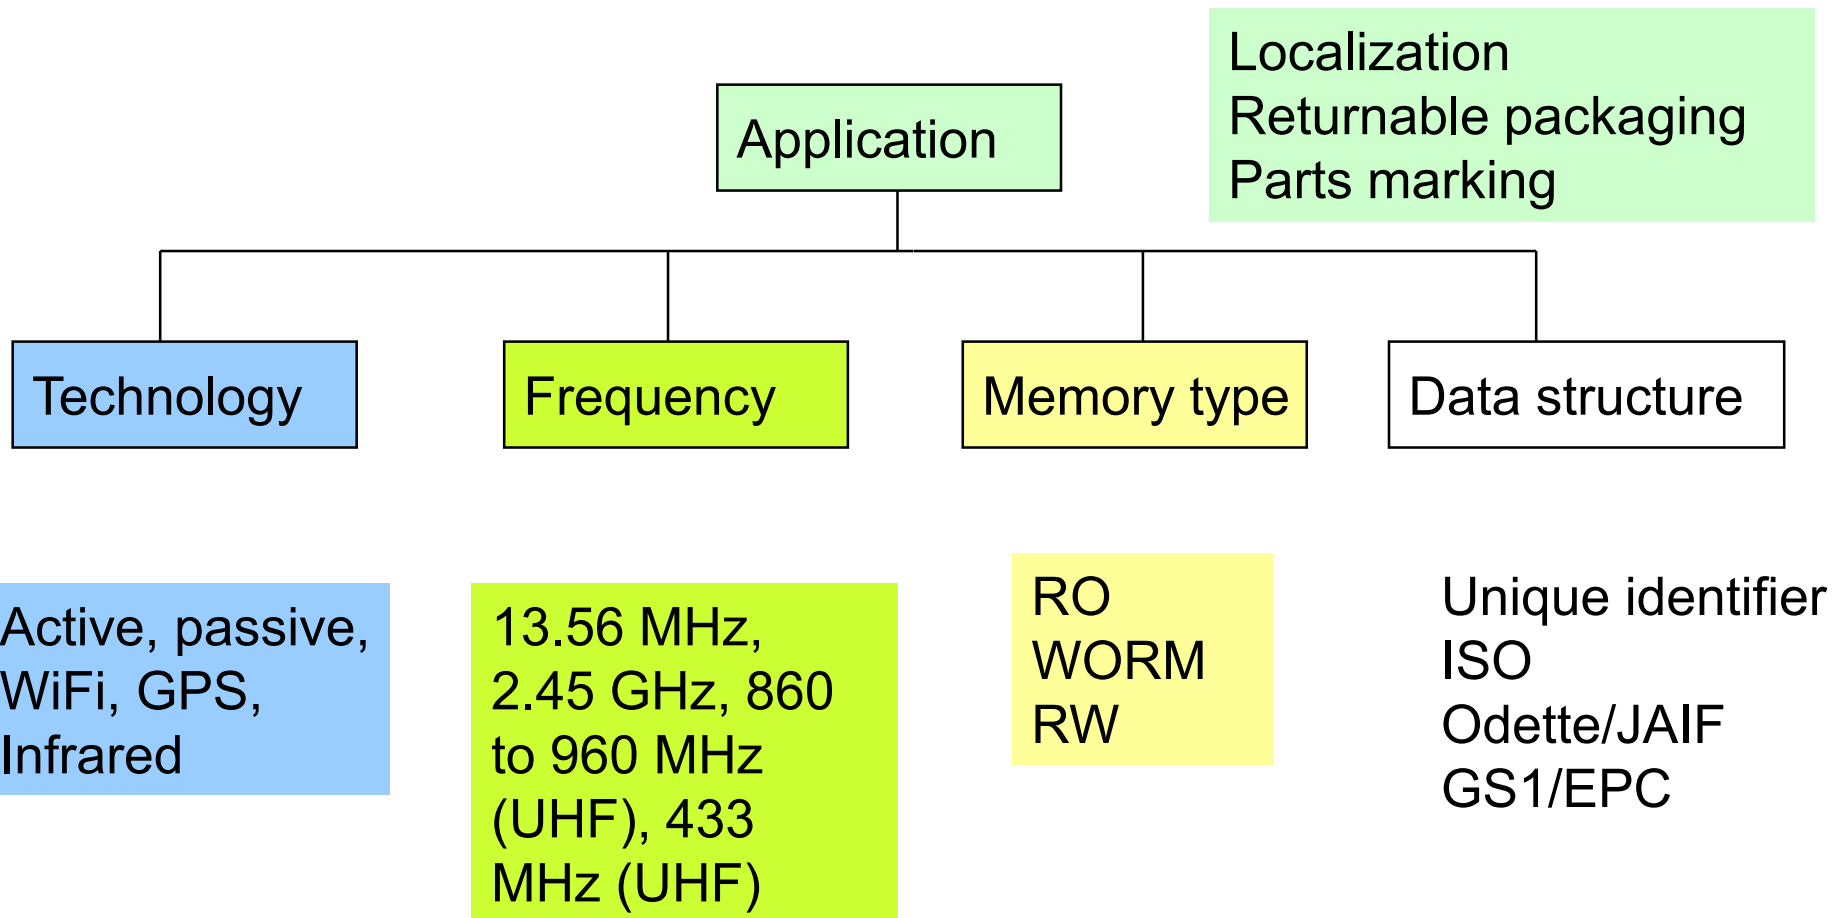 Localization
Returnable packaging
Parts marking
Application
Technology
Frequency
Memory type
Data structure
Active, passive,
WiFi, GPS,
Infrared
13.56 MHz,
2.45 GHz, 860
to 960 MHz
(UHF), 433
MHz (UHF)
RO
WORM
RW
Unique identifier
ISO
Odette/JAIF
GS1/EPC